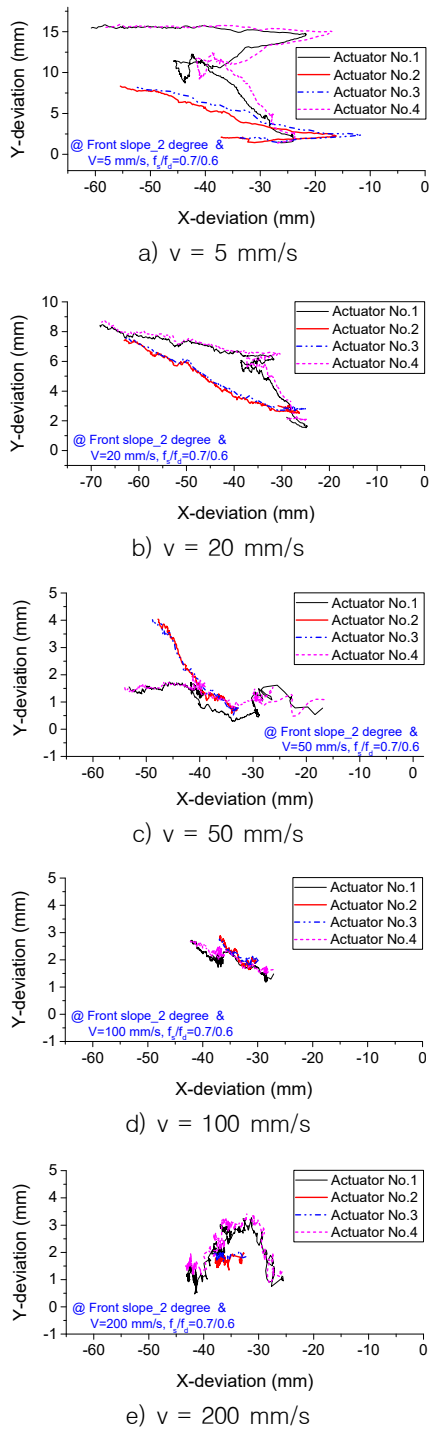 Y-deviation (mm)
15
10
5
0
Actuator No.1
Actuator No.2
Actuator No.3
Actuator No.4
@ Front slope_2 degree &
V=5 mm/s, fs/fd=0.7/0.6
-60 -50 -40 -30 -20 -10 0
X-deviation (mm)
a) v = 5 mm/s
Y-deviation (mm)
10
8
6
4
2
0
Actuator No.1
Actuator No.2
Actuator No.3
Actuator No.4
@ Front slope_2 degree &
V=20 mm/s, fs/fd=0.7/0.6
-70 -60 -50 -40 -30 -20 -10 0
X-deviation (mm)
b) v = 20 mm/s
Y-deviation (mm)
5
4
3
2
1
0
-1
Actuator No.1
Actuator No.2
Actuator No.3
Actuator No.4
@ Front slope_2 degree &
V=50 mm/s, fs/fd=0.7/0.6
-60 -50 -40 -30 -20 -10 0
X-deviation (mm)
c) v = 50 mm/s
Y-deviation (mm)
5
4
3
2
1
0
-1
Actuator No.1
Actuator No.2
Actuator No.3
Actuator No.4
@ Front slope_2 degree &
V=100 mm/s, fs/fd=0.7/0.6
-60 -50 -40 -30 -20 -10 0
X-deviation (mm)
d) v = 100 mm/s
Y-deviation (mm)
5
4
3
2
1
0
-1
Actuator No.1
Actuator No.2
Actuator No.3
Actuator No.4
@ Front slope_2 degree &
V=200 mm/s, fs/fd=0.7/0.6
-60 -50 -40 -30 -20 -10 0
X-deviation (mm)
e) v = 200 mm/s